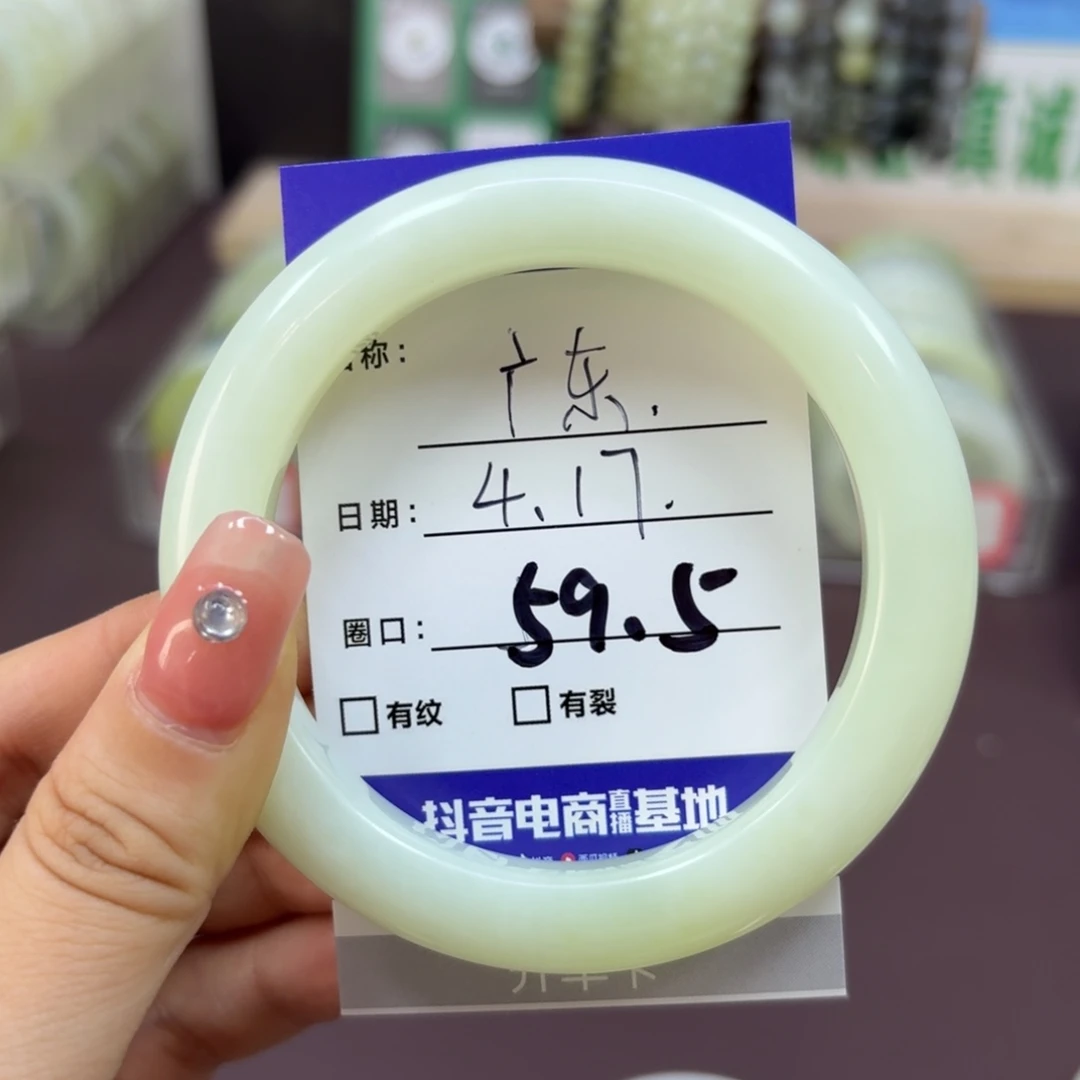 称：
广东.
日期：4.17.
圈口：59.5
□有纹 □有裂
抖音电商直播基地